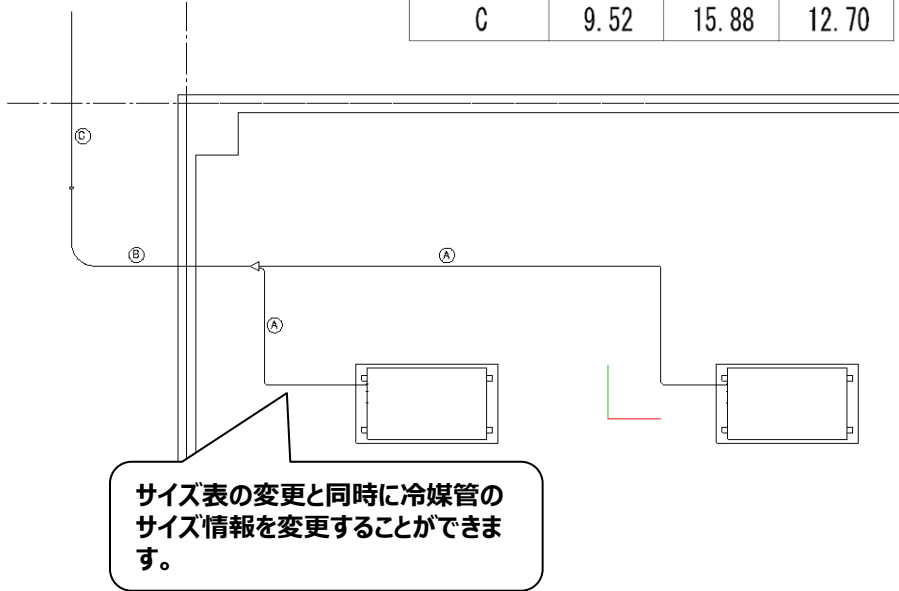 C 9.52 15.88 12.70
C
B A
A
サイズ表の変更と同時に冷媒管の
サイズ情報を変更することができま
す。